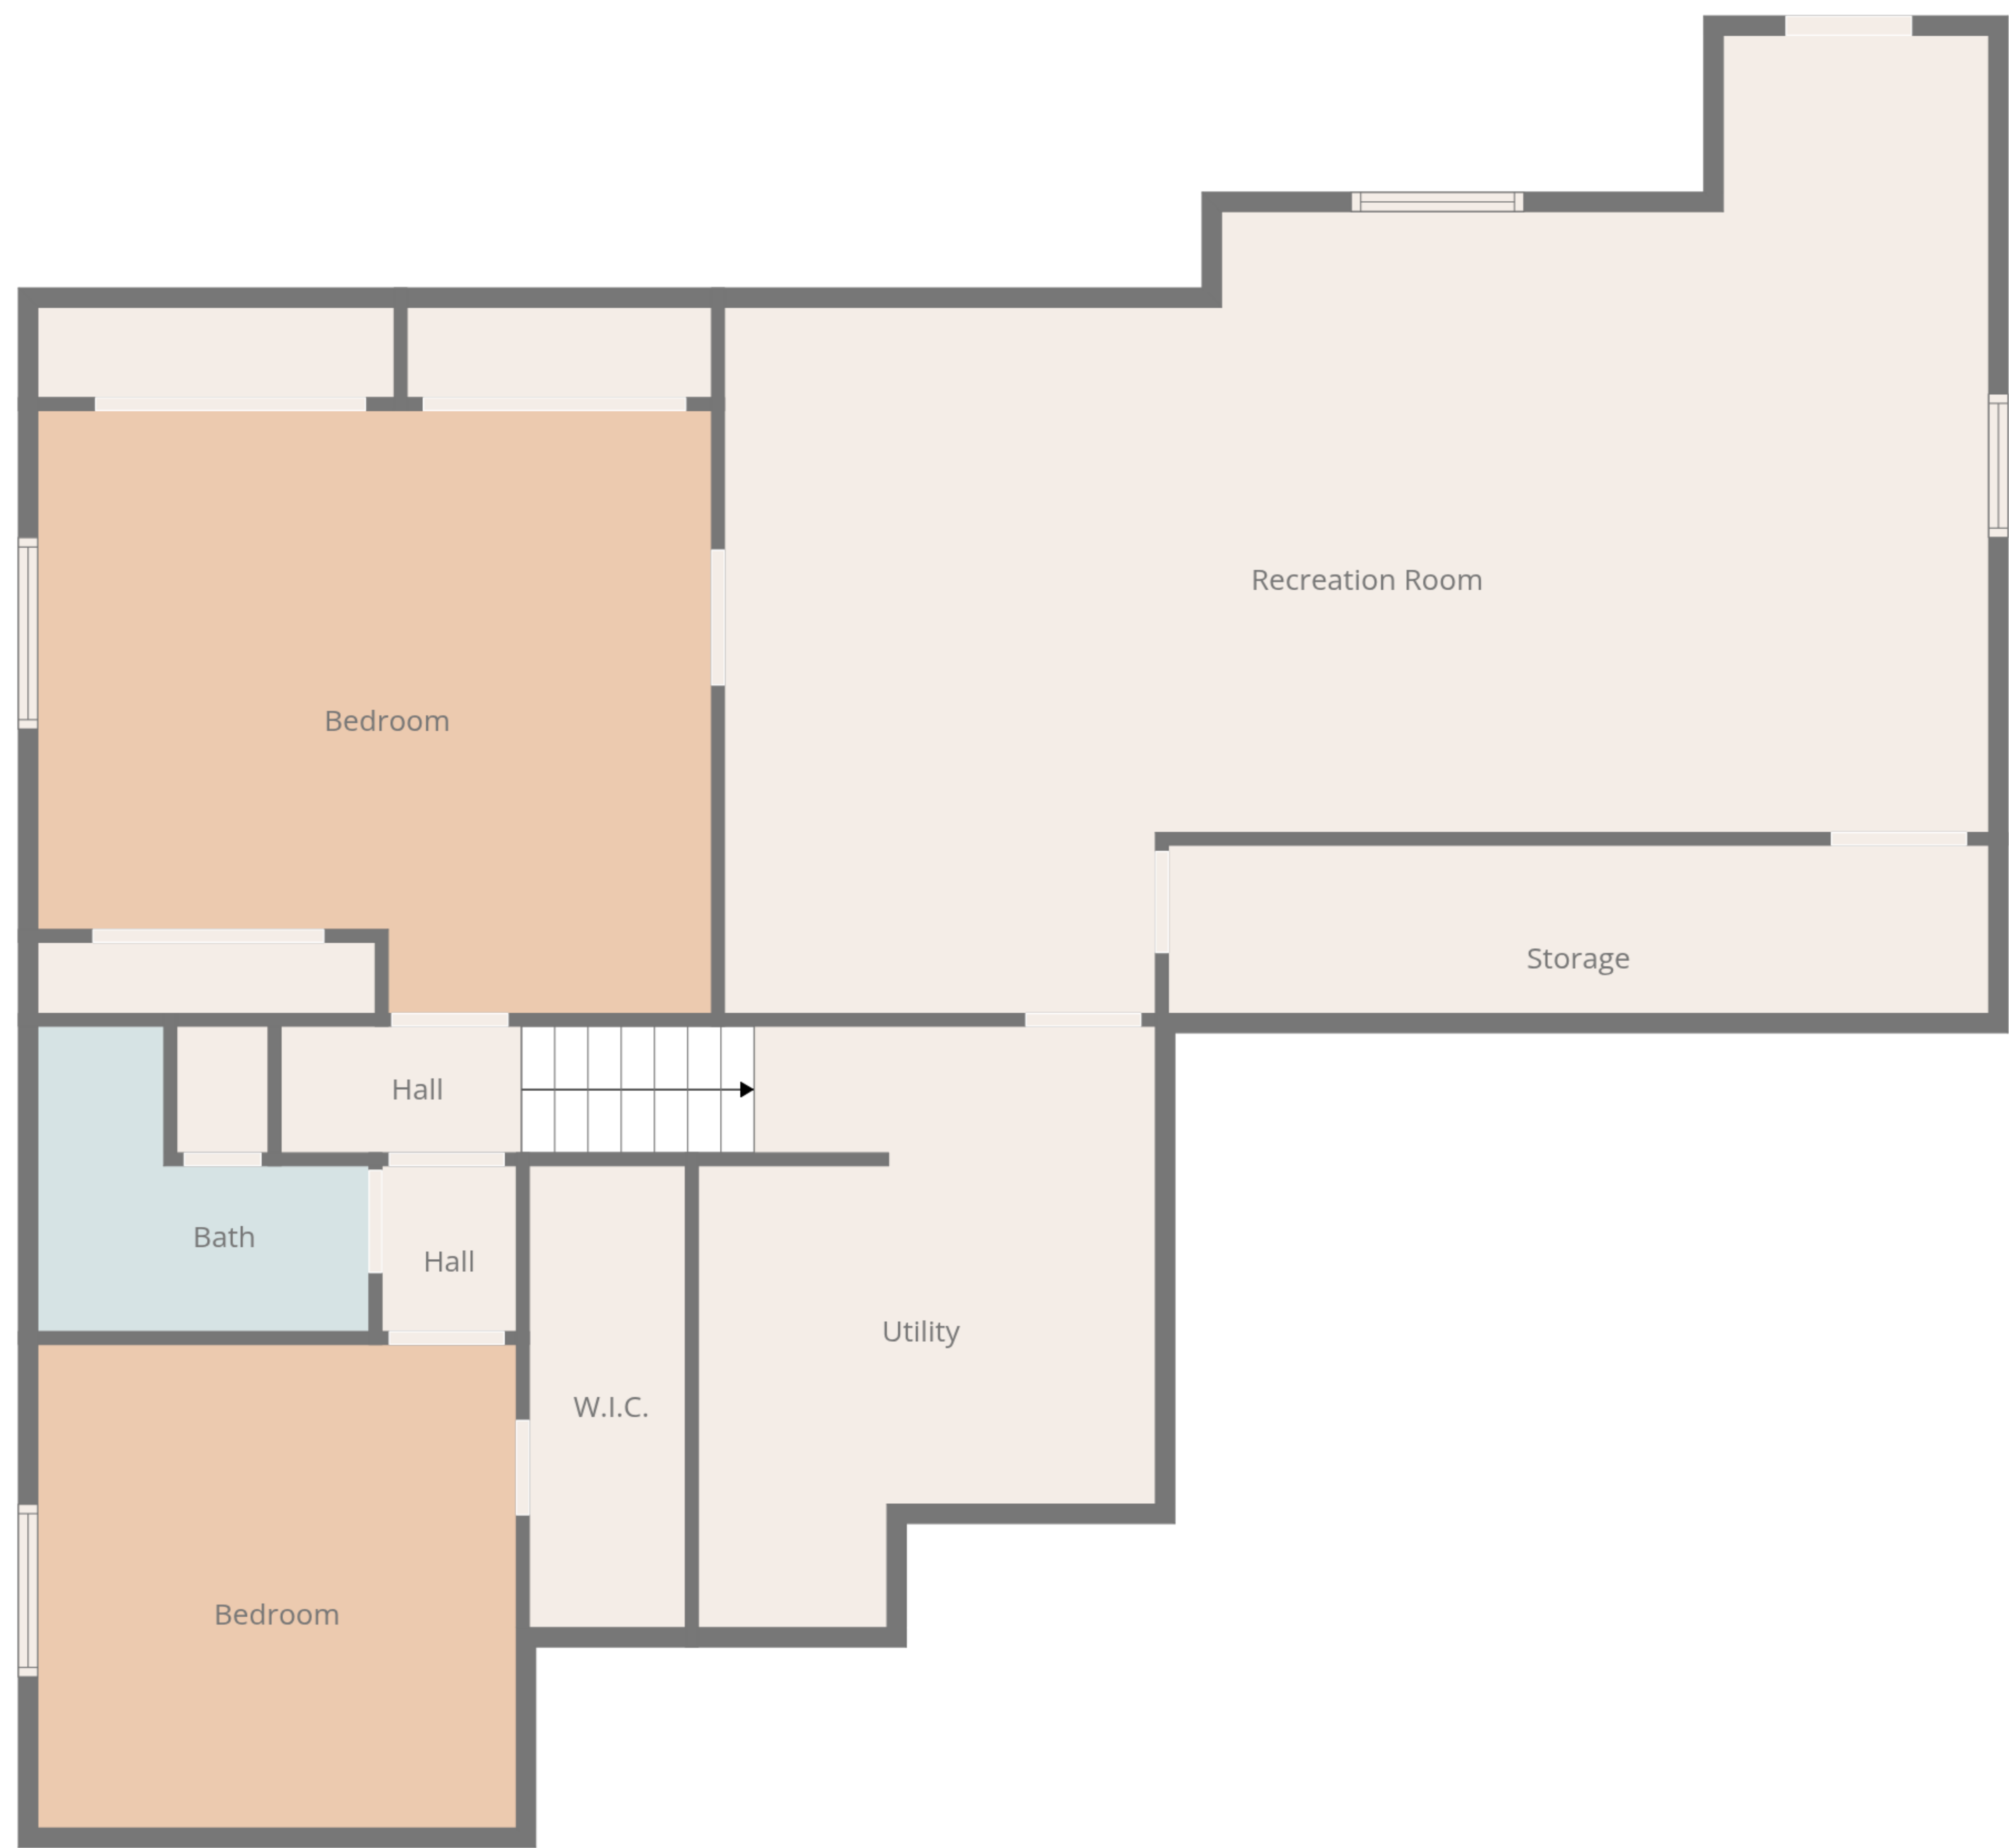 Recreation Room
Bedroom
Storage
Hall
Bath
Hall
Utility
W.I.C.
Bedroom